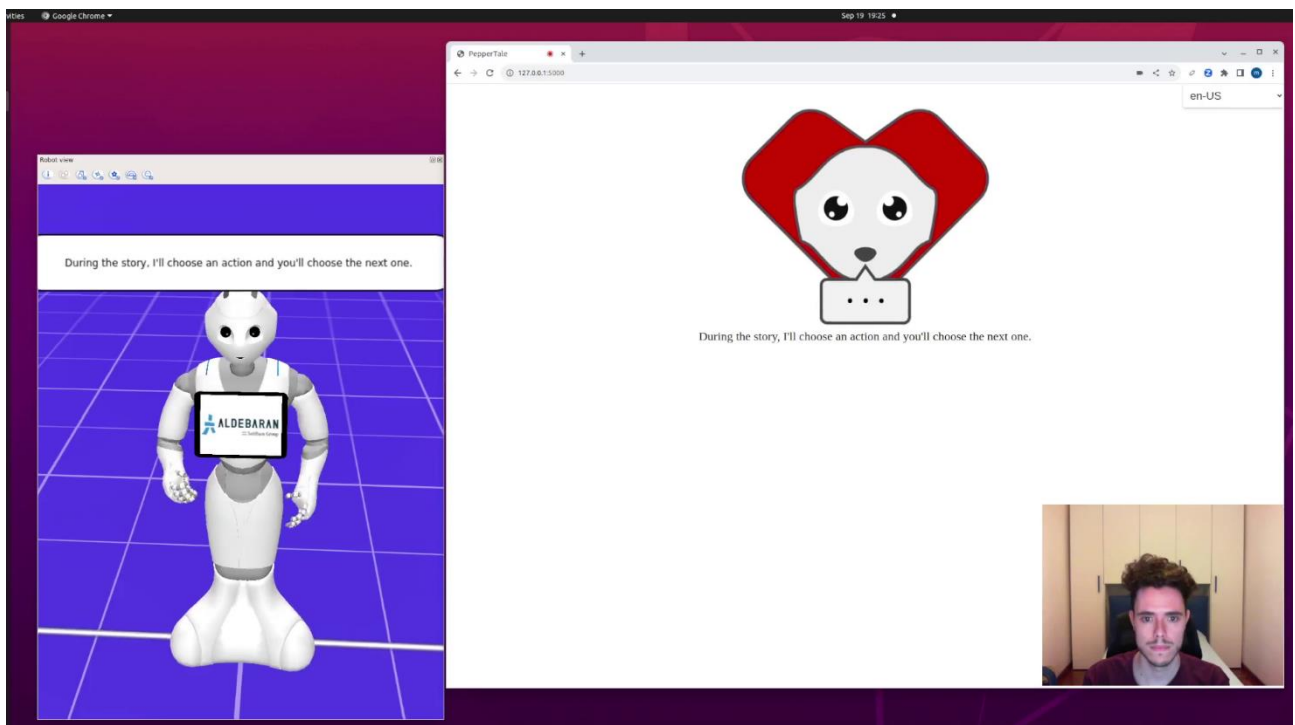 vities Google Chrome Sep 19 19:25
PepperTale
127.0.0.1:5000
en-US
Robot view
During the story, I'll choose an action and you'll choose the next one.
ALDEBARAN
During the story, I'll choose an action and you'll choose the next one.